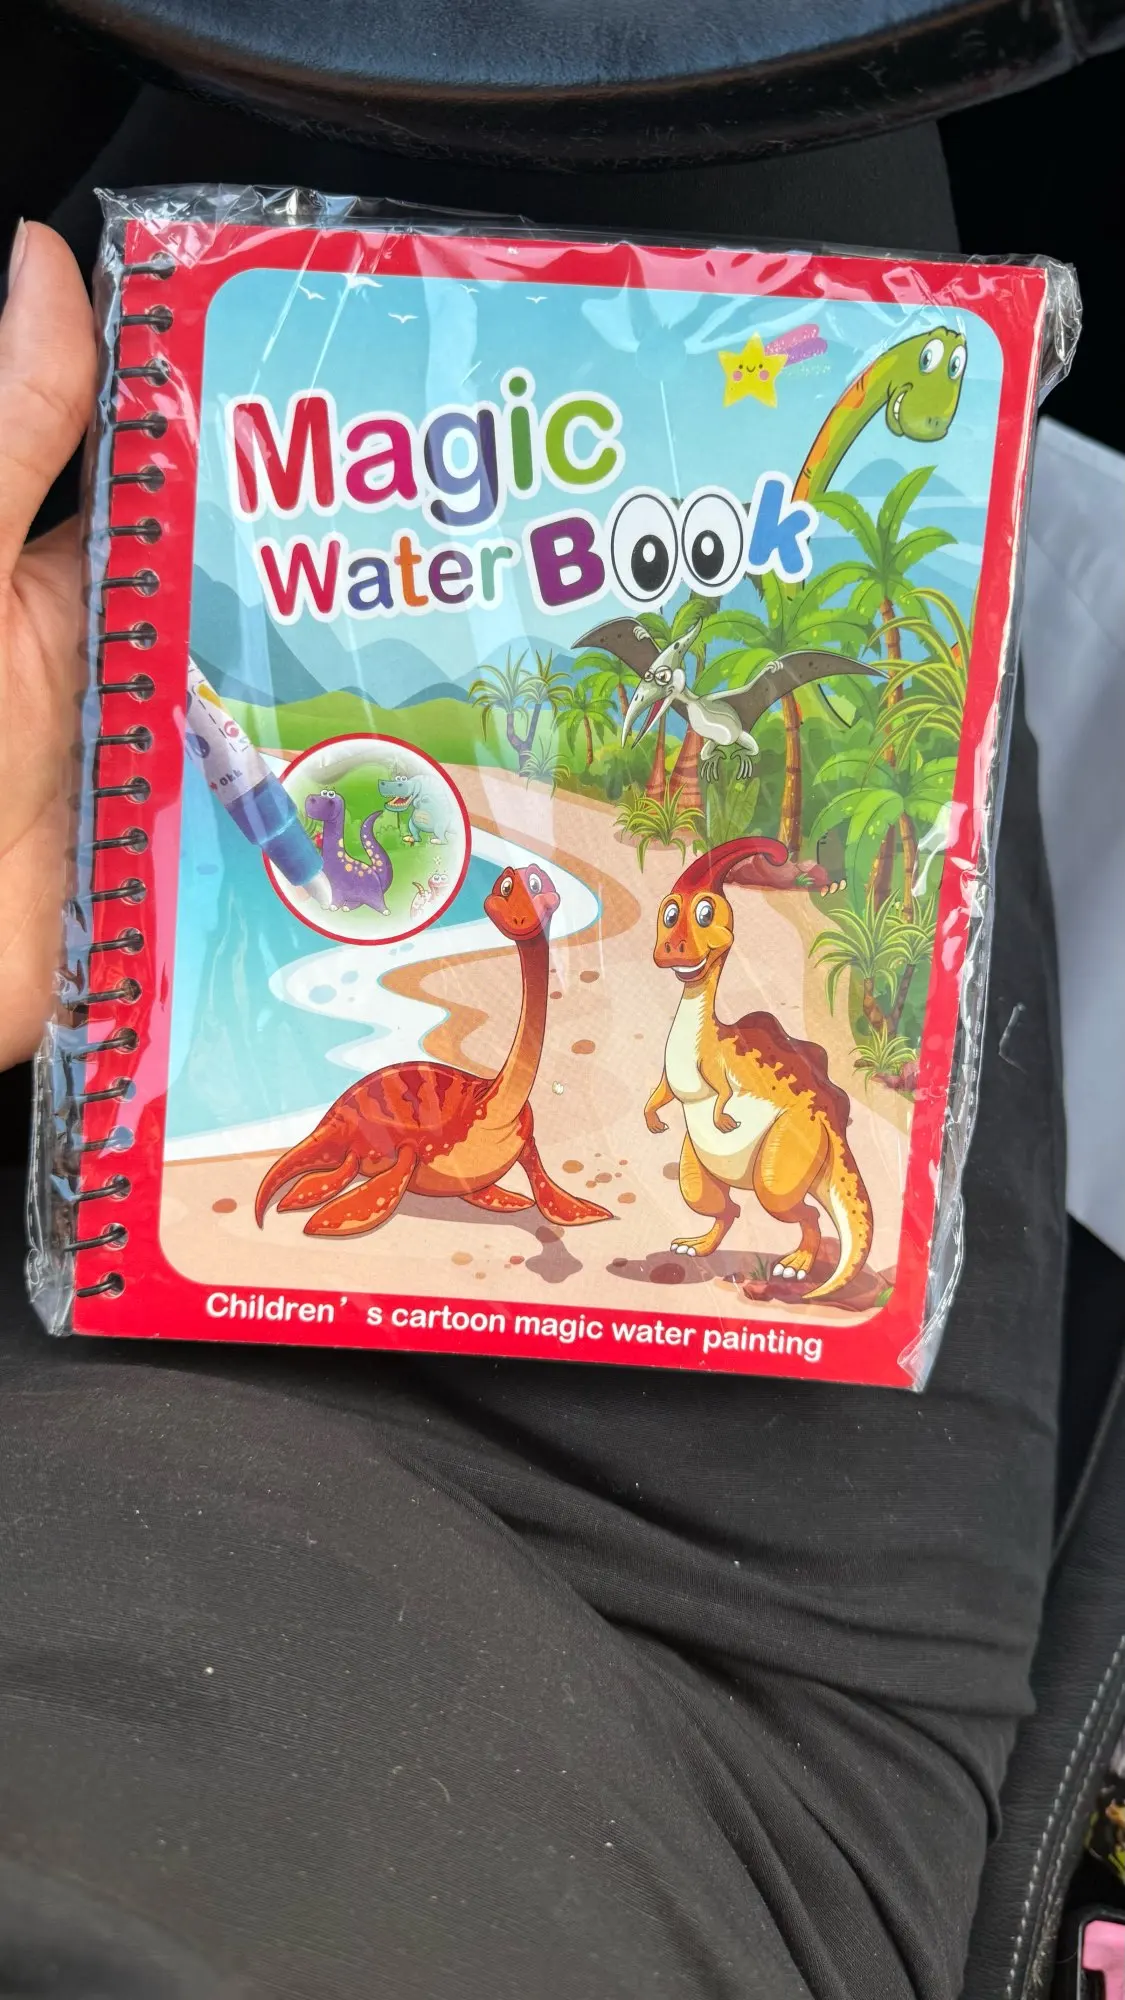 Magic
Water Book
Children's cartoon magic water painting